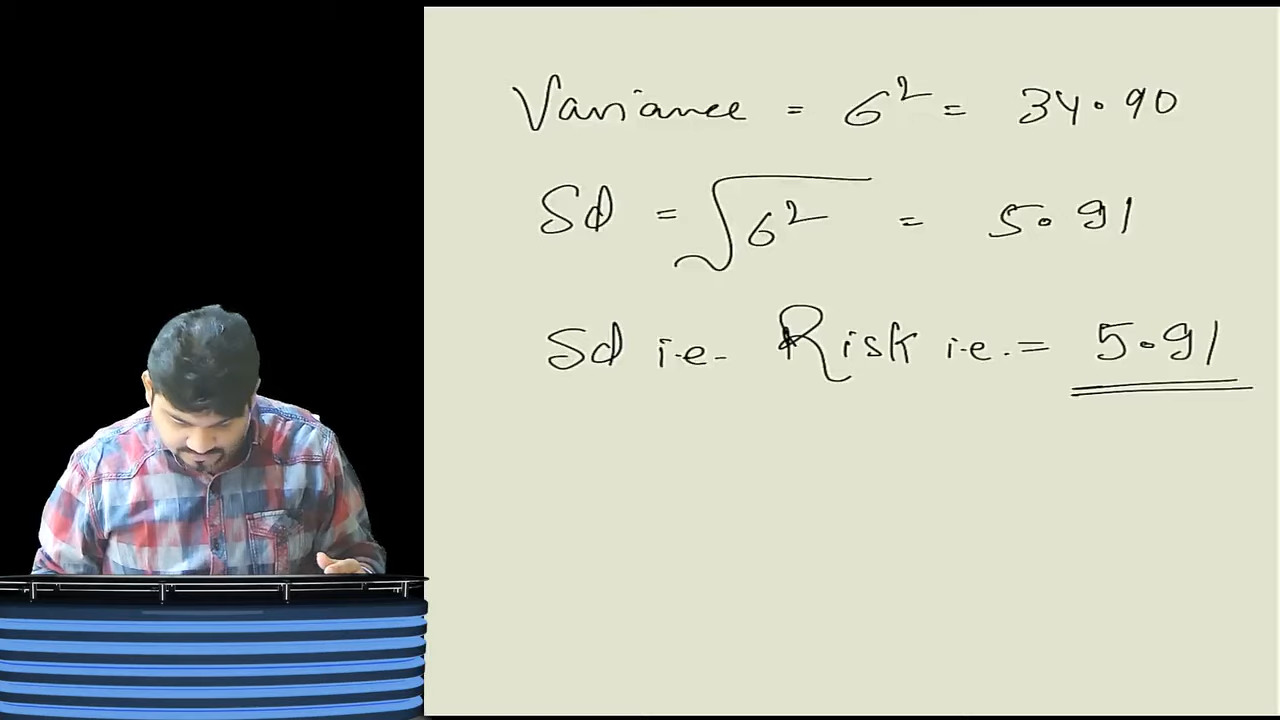 Variance = σ² = 34.90
Sd = √σ² = 5.91
Sd i.e. Risk i.e. = 5.91